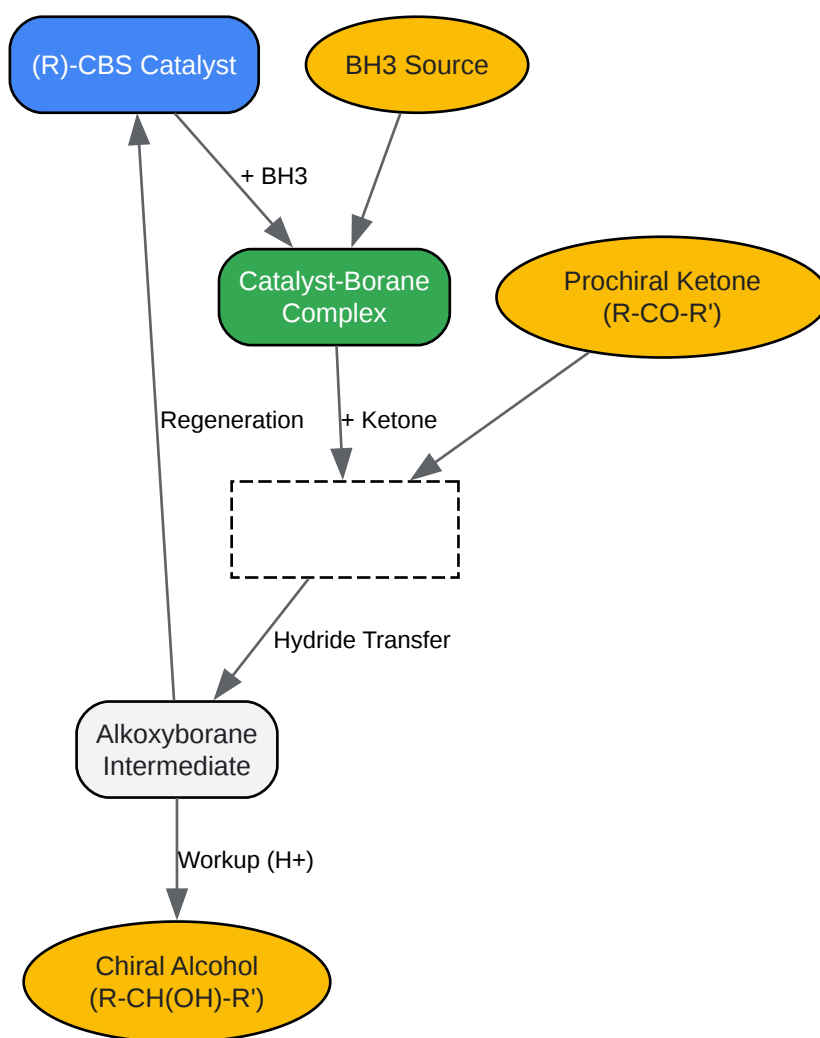 (R)-CBS Catalyst
BH3 Source
+ BH3
Catalyst-Borane
Complex
Prochiral Ketone
(R-CO-R')
Regeneration
+ Ketone
Hydride Transfer
Alkoxyborane
Intermediate
Workup (H+)
Chiral Alcohol
(R-CH(OH)-R')